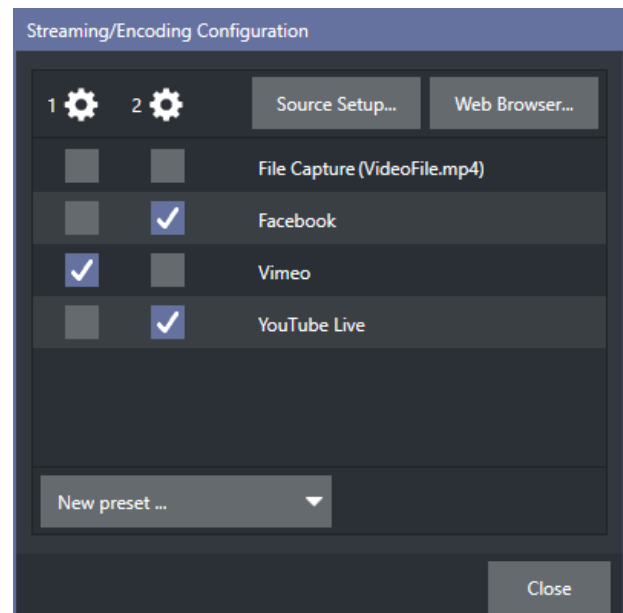 Streaming/Encoding Configuration
1 2 Source Setup... Web Browser...
File Capture (VideoFile.mp4)
Facebook
Vimeo
YouTube Live
New preset ...
Close